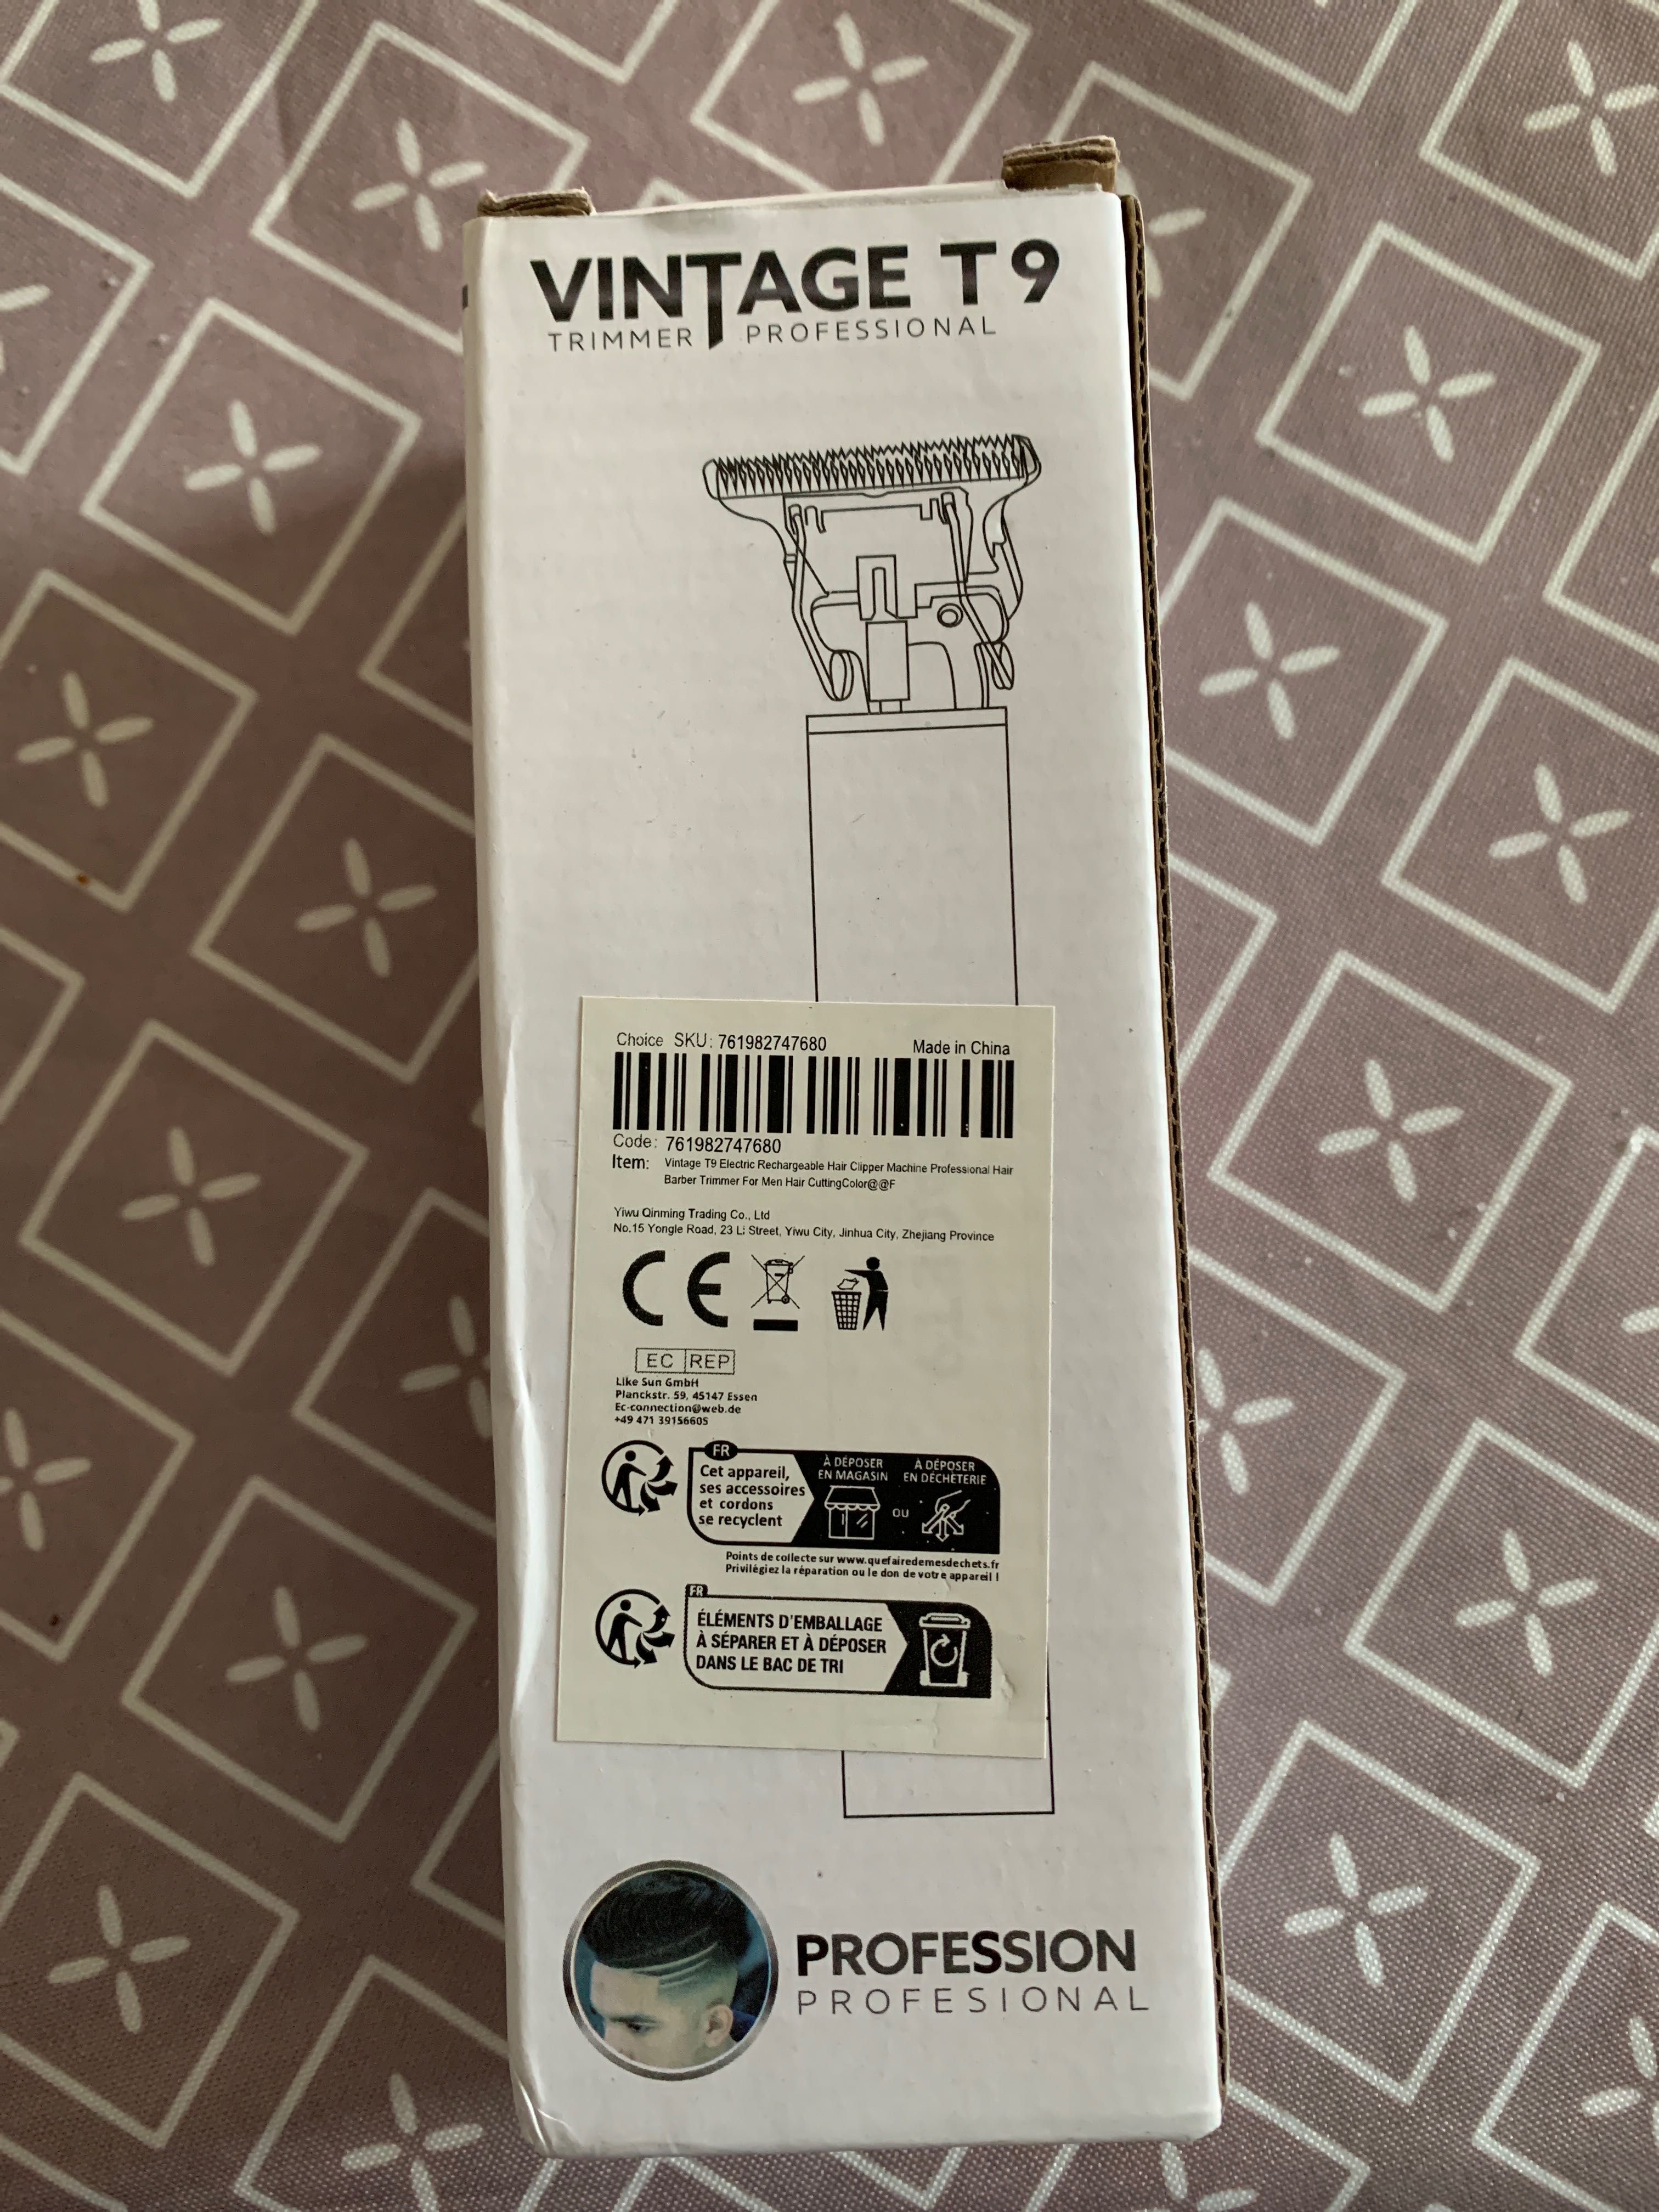 VINTAGE T9
TRIMMER PROFESSIONAL
Choice SKU: 761982747680
Made in China
Code: 761982747680
Item: Vintage T9 Electric Rechargeable Hair Clipper Machine Professional Hair
Barber Trimmer For Men Hair CuttingColor@@F
Yiwu Qinming Trading Co., Ltd
No.15 Yongle Road, 23 Li Street, Yiwu City, Jinhua City, Zhejiang Province
CE
EC REP
Like Sun GmbH
Planckstr. 59, 45147 Essen
Ec-connection@web.de
+49 471 39156605
FR
Cet appareil,
ses accessoires
et cordons
se recyclent
À DÉPOSER
EN MAGASIN
OU
À DÉPOSER
EN DÉCHÈTERIE
Points de collecte sur www.quefairedemesdechets.fr
Privilégiez la réparation ou le don de votre appareil !
FR
ÉLÉMENTS D'EMBALLAGE
À SÉPARER ET À DÉPOSER
DANS LE BAC DE TRI
PROFESSION
PROFESIONAL